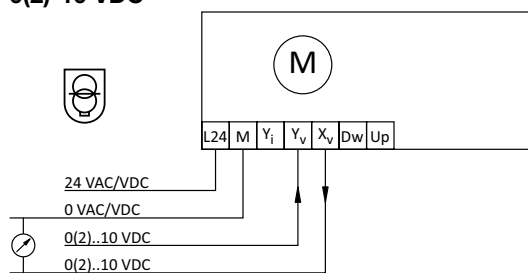 0(2)–10 VDC
M
L24 M Yi Yv Xv Dw Up
24 VAC/VDC
0 VAC/VDC
0(2)..10 VDC
0(2)..10 VDC